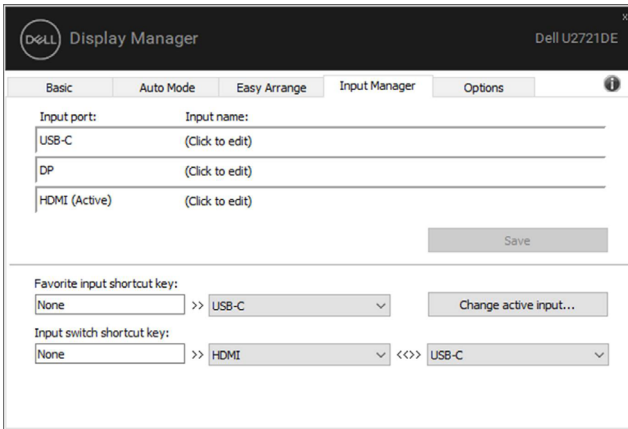 DELL Display Manager Dell U2721DE x
Basic Auto Mode Easy Arrange Input Manager Options i
Input port: Input name:
USB-C (Click to edit)
DP (Click to edit)
HDMI (Active) (Click to edit)
Save
Favorite input shortcut key:
None >> USB-C Change active input...
Input switch shortcut key:
None >> HDMI <<>> USB-C